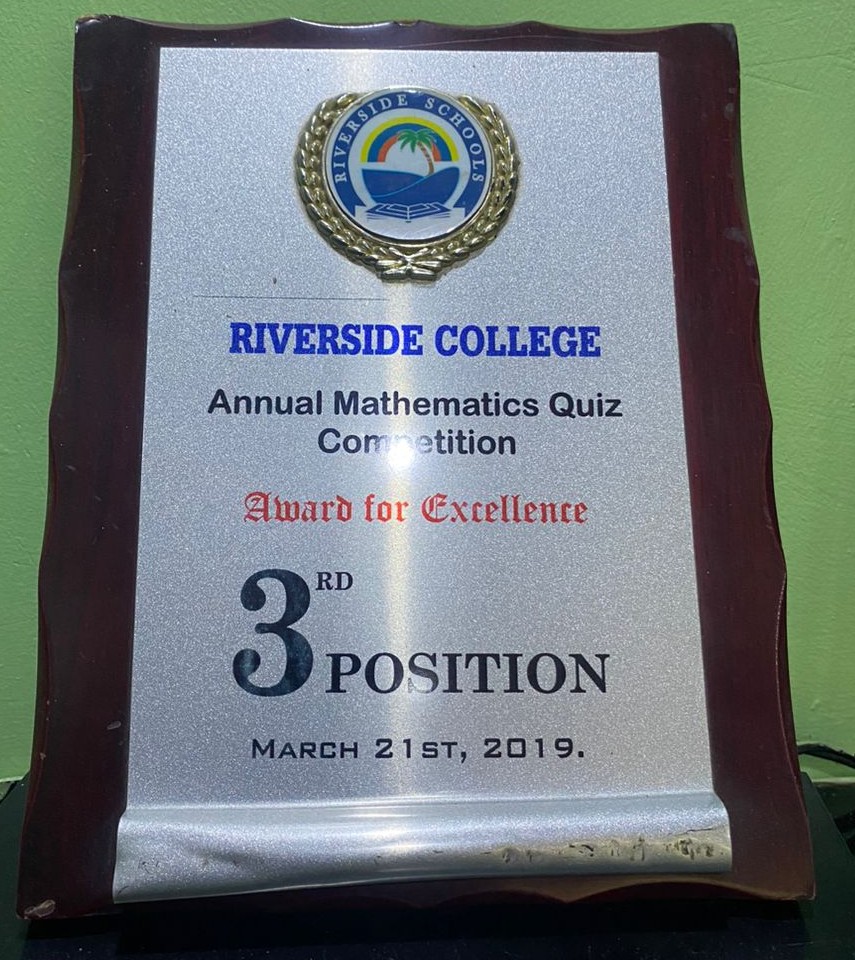 RIVERSIDE SCHOOLS
RIVERSIDE COLLEGE
Annual Mathematics Quiz
Competition
Award for Excellence
3RD POSITION
MARCH 21ST, 2019.